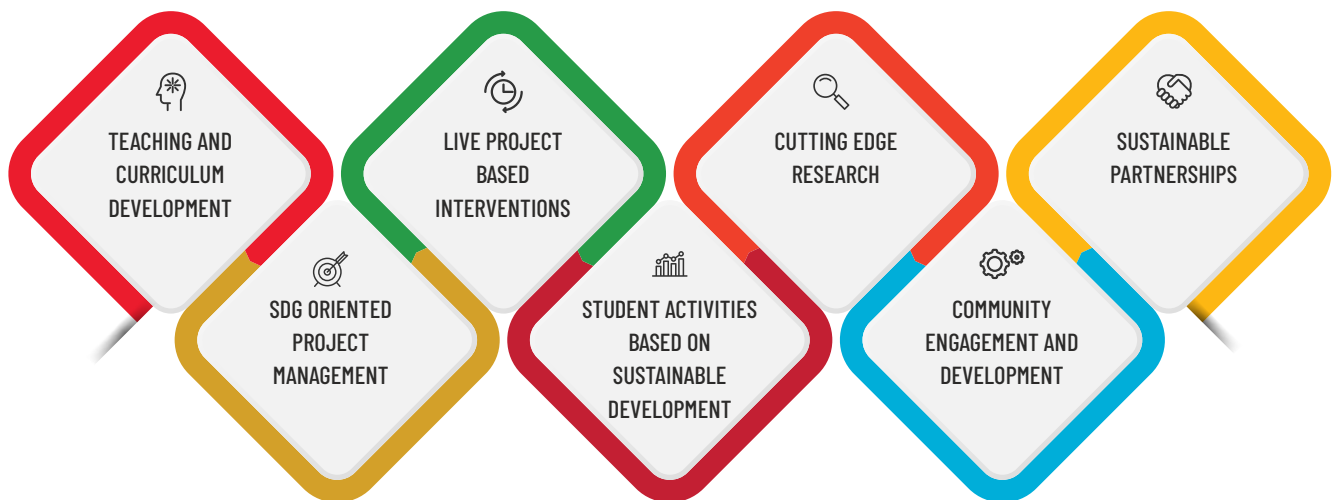 TEACHING AND
CURRICULUM
DEVELOPMENT
SDG ORIENTED
PROJECT
MANAGEMENT
LIVE PROJECT
BASED
INTERVENTIONS
STUDENT ACTIVITIES
BASED ON
SUSTAINABLE
DEVELOPMENT
CUTTING EDGE
RESEARCH
COMMUNITY
ENGAGEMENT AND
DEVELOPMENT
SUSTAINABLE
PARTNERSHIPS